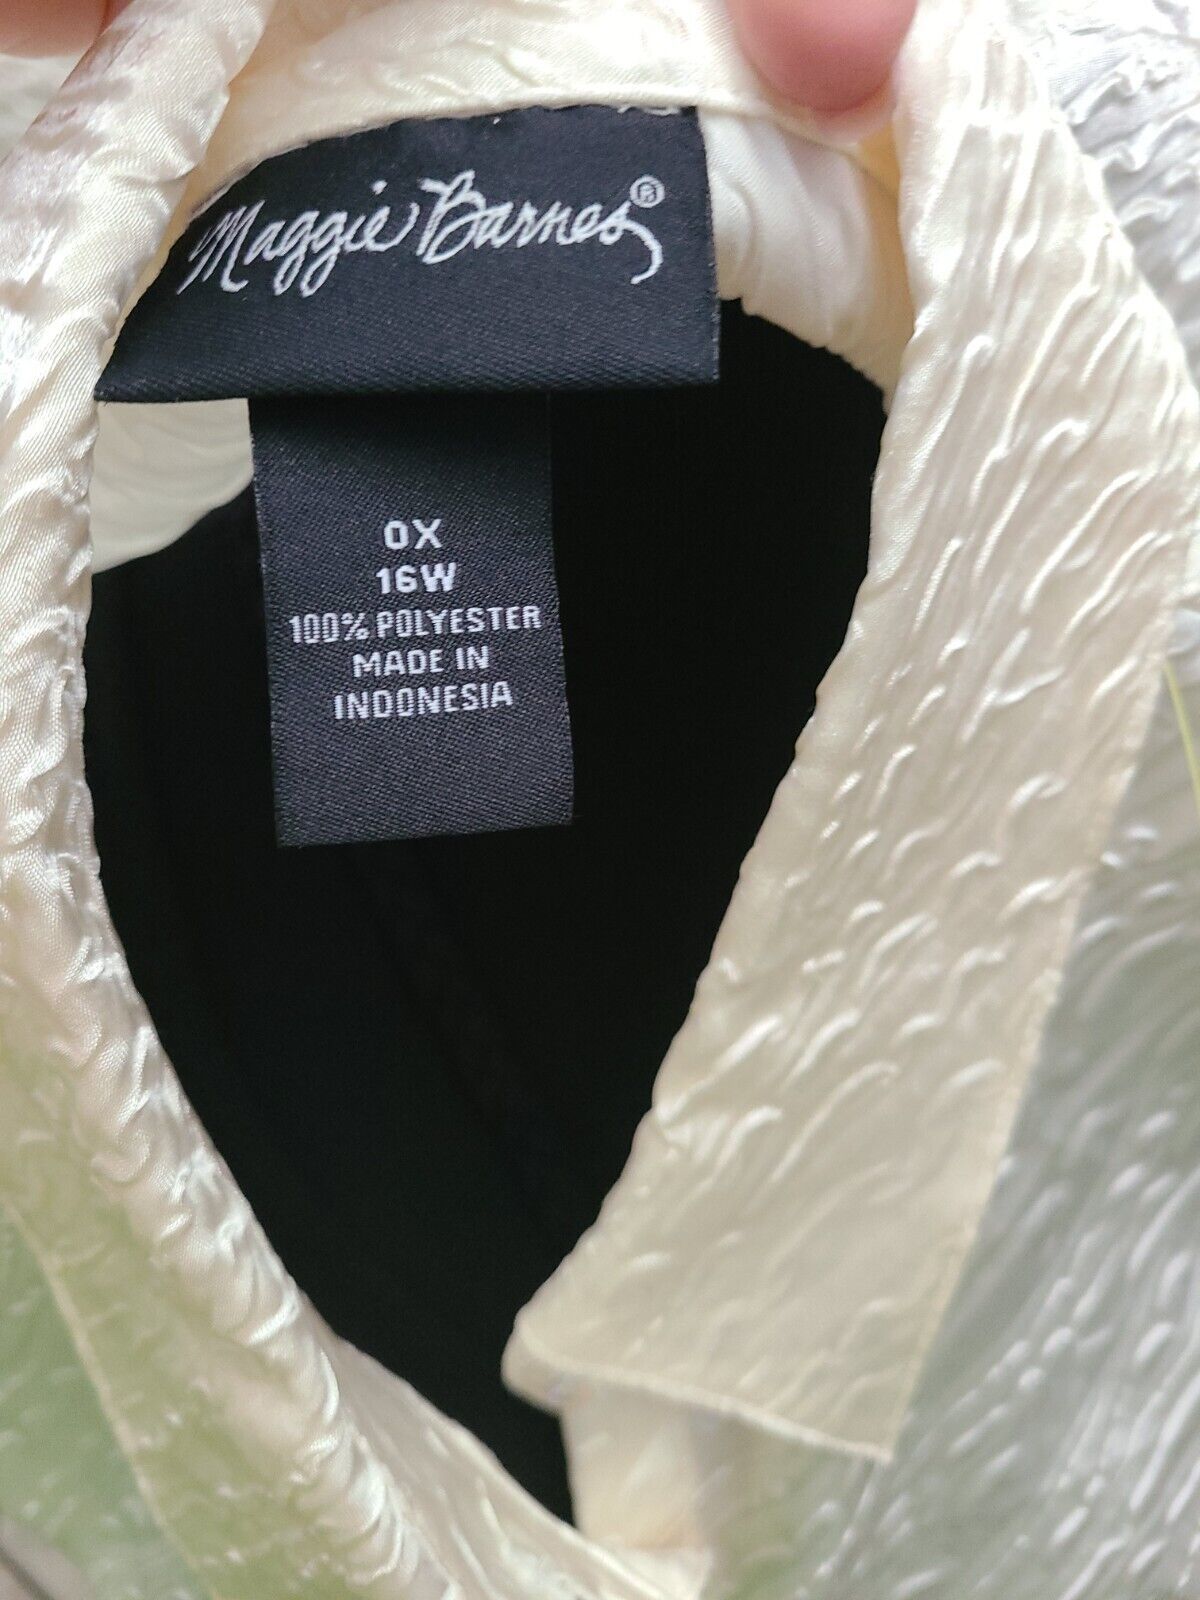 Maggie Barnes®
0X
16W
100% POLYESTER
MADE IN
INDONESIA